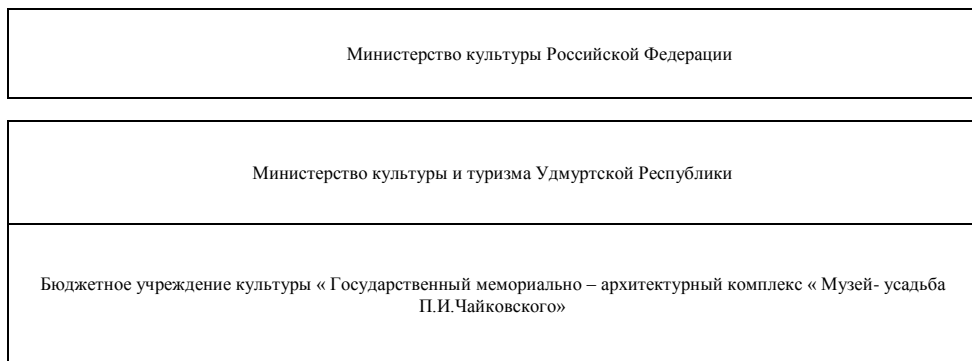 Министерство культуры Российской Федерации
Министерство культуры и туризма Удмуртской Республики
Бюджетное учреждение культуры « Государственный мемориально – архитектурный комплекс « Музей- усадьба
П.И.Чайковского»